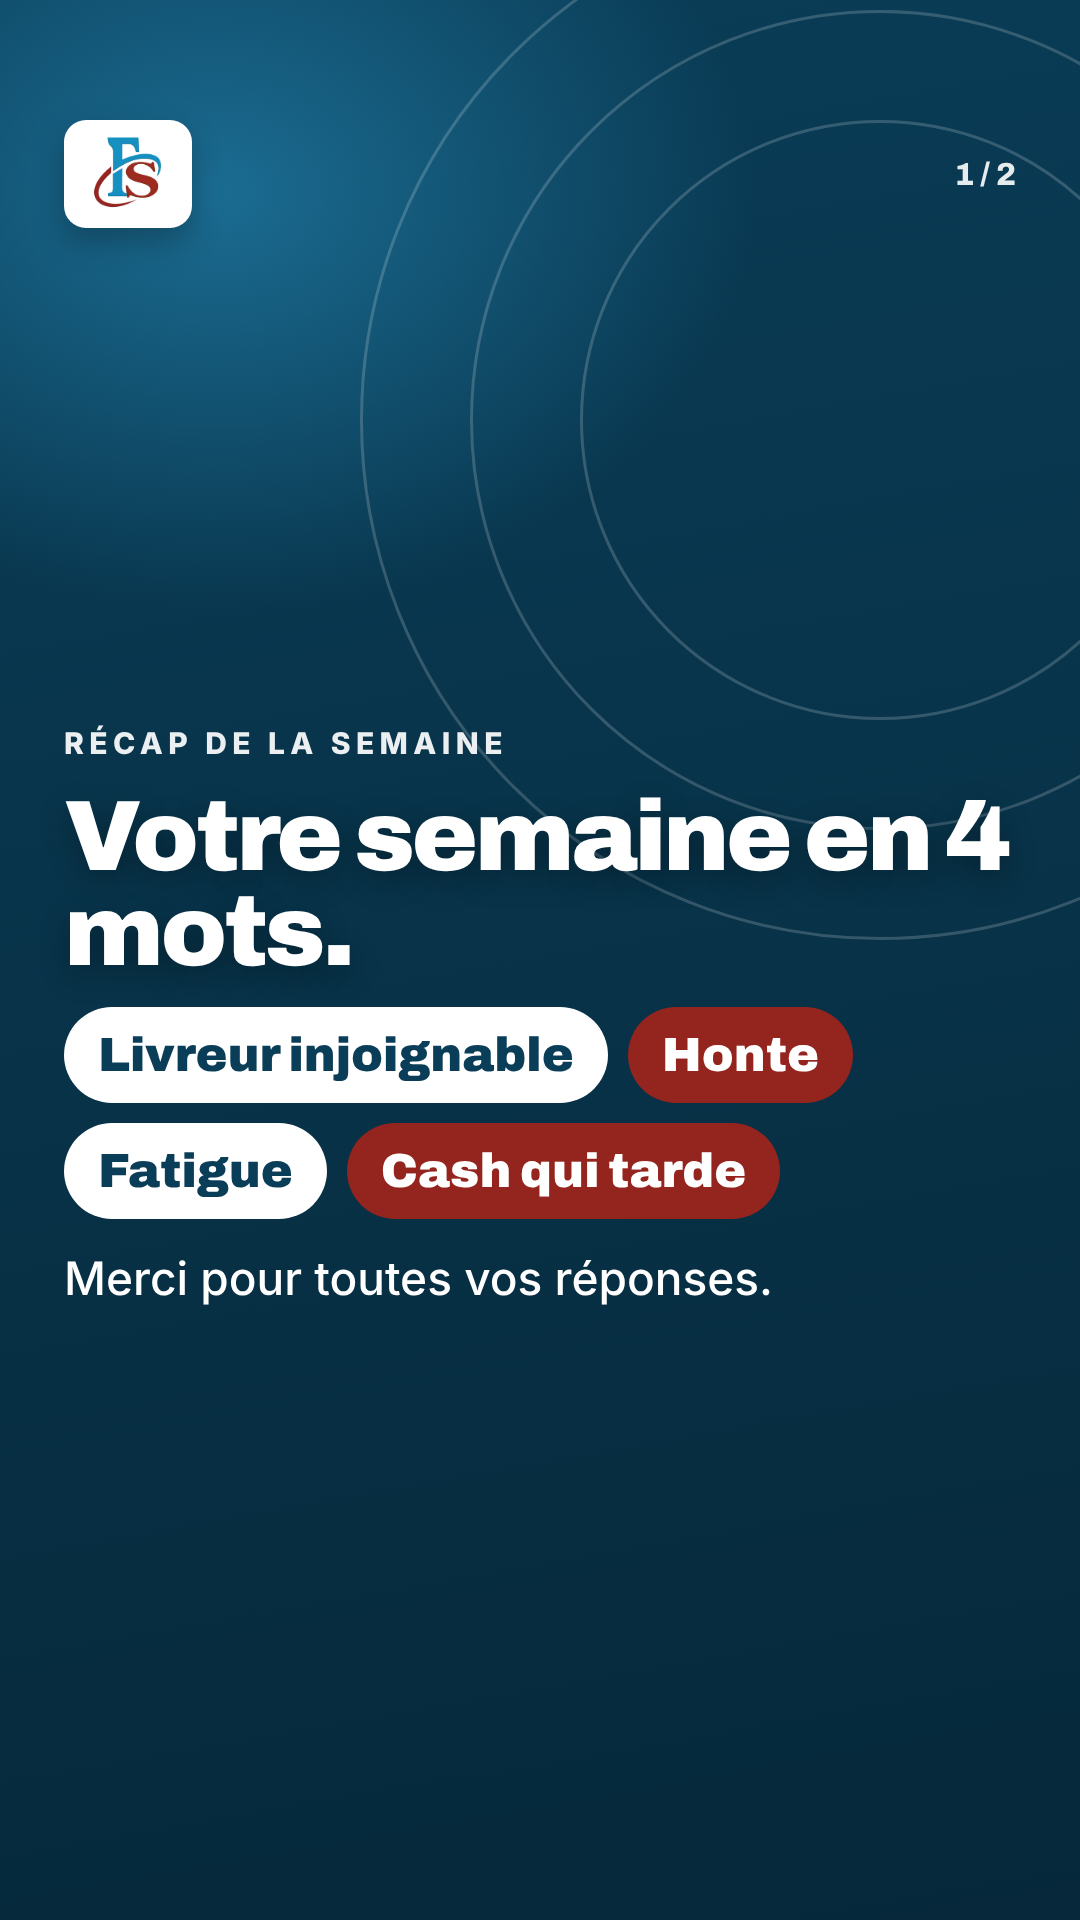 FS
1/2
RÉCAP DE LA SEMAINE
Votre semaine en 4
mots.
Livreur injoignable Honte
Fatigue Cash qui tarde
Merci pour toutes vos réponses.